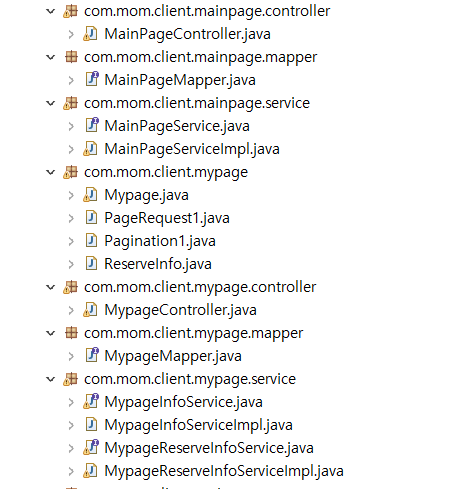 com.mom.client.mainpage.controller
MainPageController.java
com.mom.client.mainpage.mapper
MainPageMapper.java
com.mom.client.mainpage.service
MainPageService.java
MainPageServiceImpl.java
com.mom.client.mypage
Mypage.java
PageRequest1.java
Pagination1.java
ReserveInfo.java
com.mom.client.mypage.controller
MypageController.java
com.mom.client.mypage.mapper
MypageMapper.java
com.mom.client.mypage.service
MypageInfoService.java
MypageInfoServiceImpl.java
MypageReserveInfoService.java
MypageReserveInfoServiceImpl.java